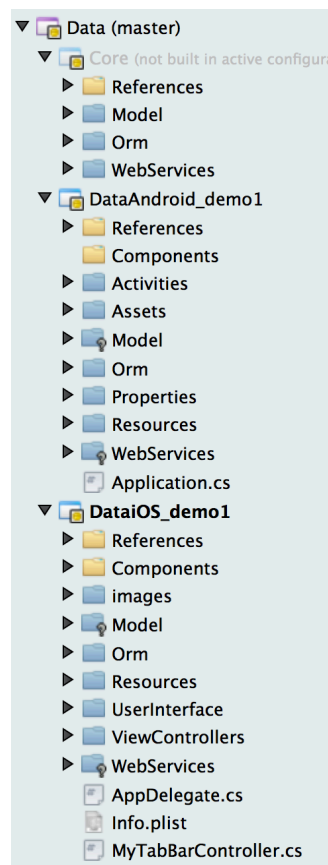 Data (master)
Core (not built in active configura
References
Model
Orm
WebServices
DataAndroid_demo1
References
Components
Activities
Assets
Model
Orm
Properties
Resources
WebServices
Application.cs
DataiOS_demo1
References
Components
images
Model
Orm
Resources
UserInterface
ViewControllers
WebServices
AppDelegate.cs
Info.plist
MyTabBarController.cs